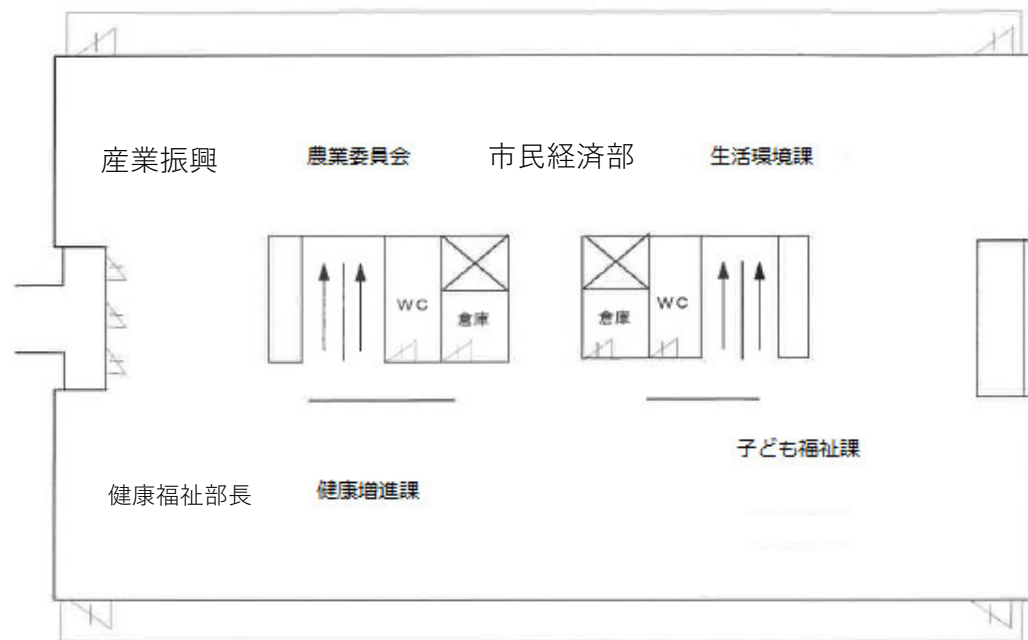 産業振興
農業委員会
市民経済部
生活環境課
WC
倉庫
倉庫
WC
子ども福祉課
健康福祉部長
健康増進課